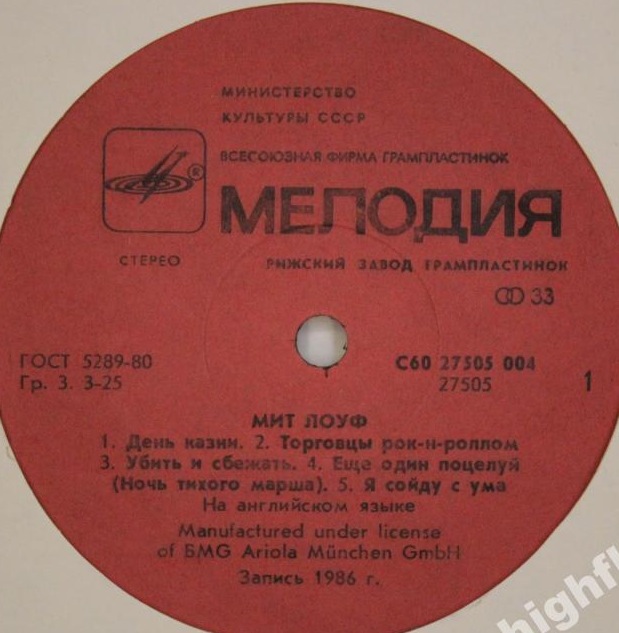 МИНИСТЕРСТВО
КУЛЬТУРЫ СССР
ВСЕСОЮЗНАЯ ФИРМА ГРАМПЛАСТИНОК
®
МЕЛОДИЯ
СТЕРЕО
РИЖСКИЙ ЗАВОД ГРАМПЛАСТИНОК
33
ГОСТ 5289-80
Гр. 3. 3-25
С60 27505 004
27505
1
МИТ ЛОУФ
1. День казни. 2. Торговцы рок-н-роллом
3. Убить и сбежать. 4. Еще один поцелуй
(Ночь тихого марша). 5. Я сойду с ума
На английском языке
Manufactured under license
of BMG Ariola München GmbH
Запись 1986 г.